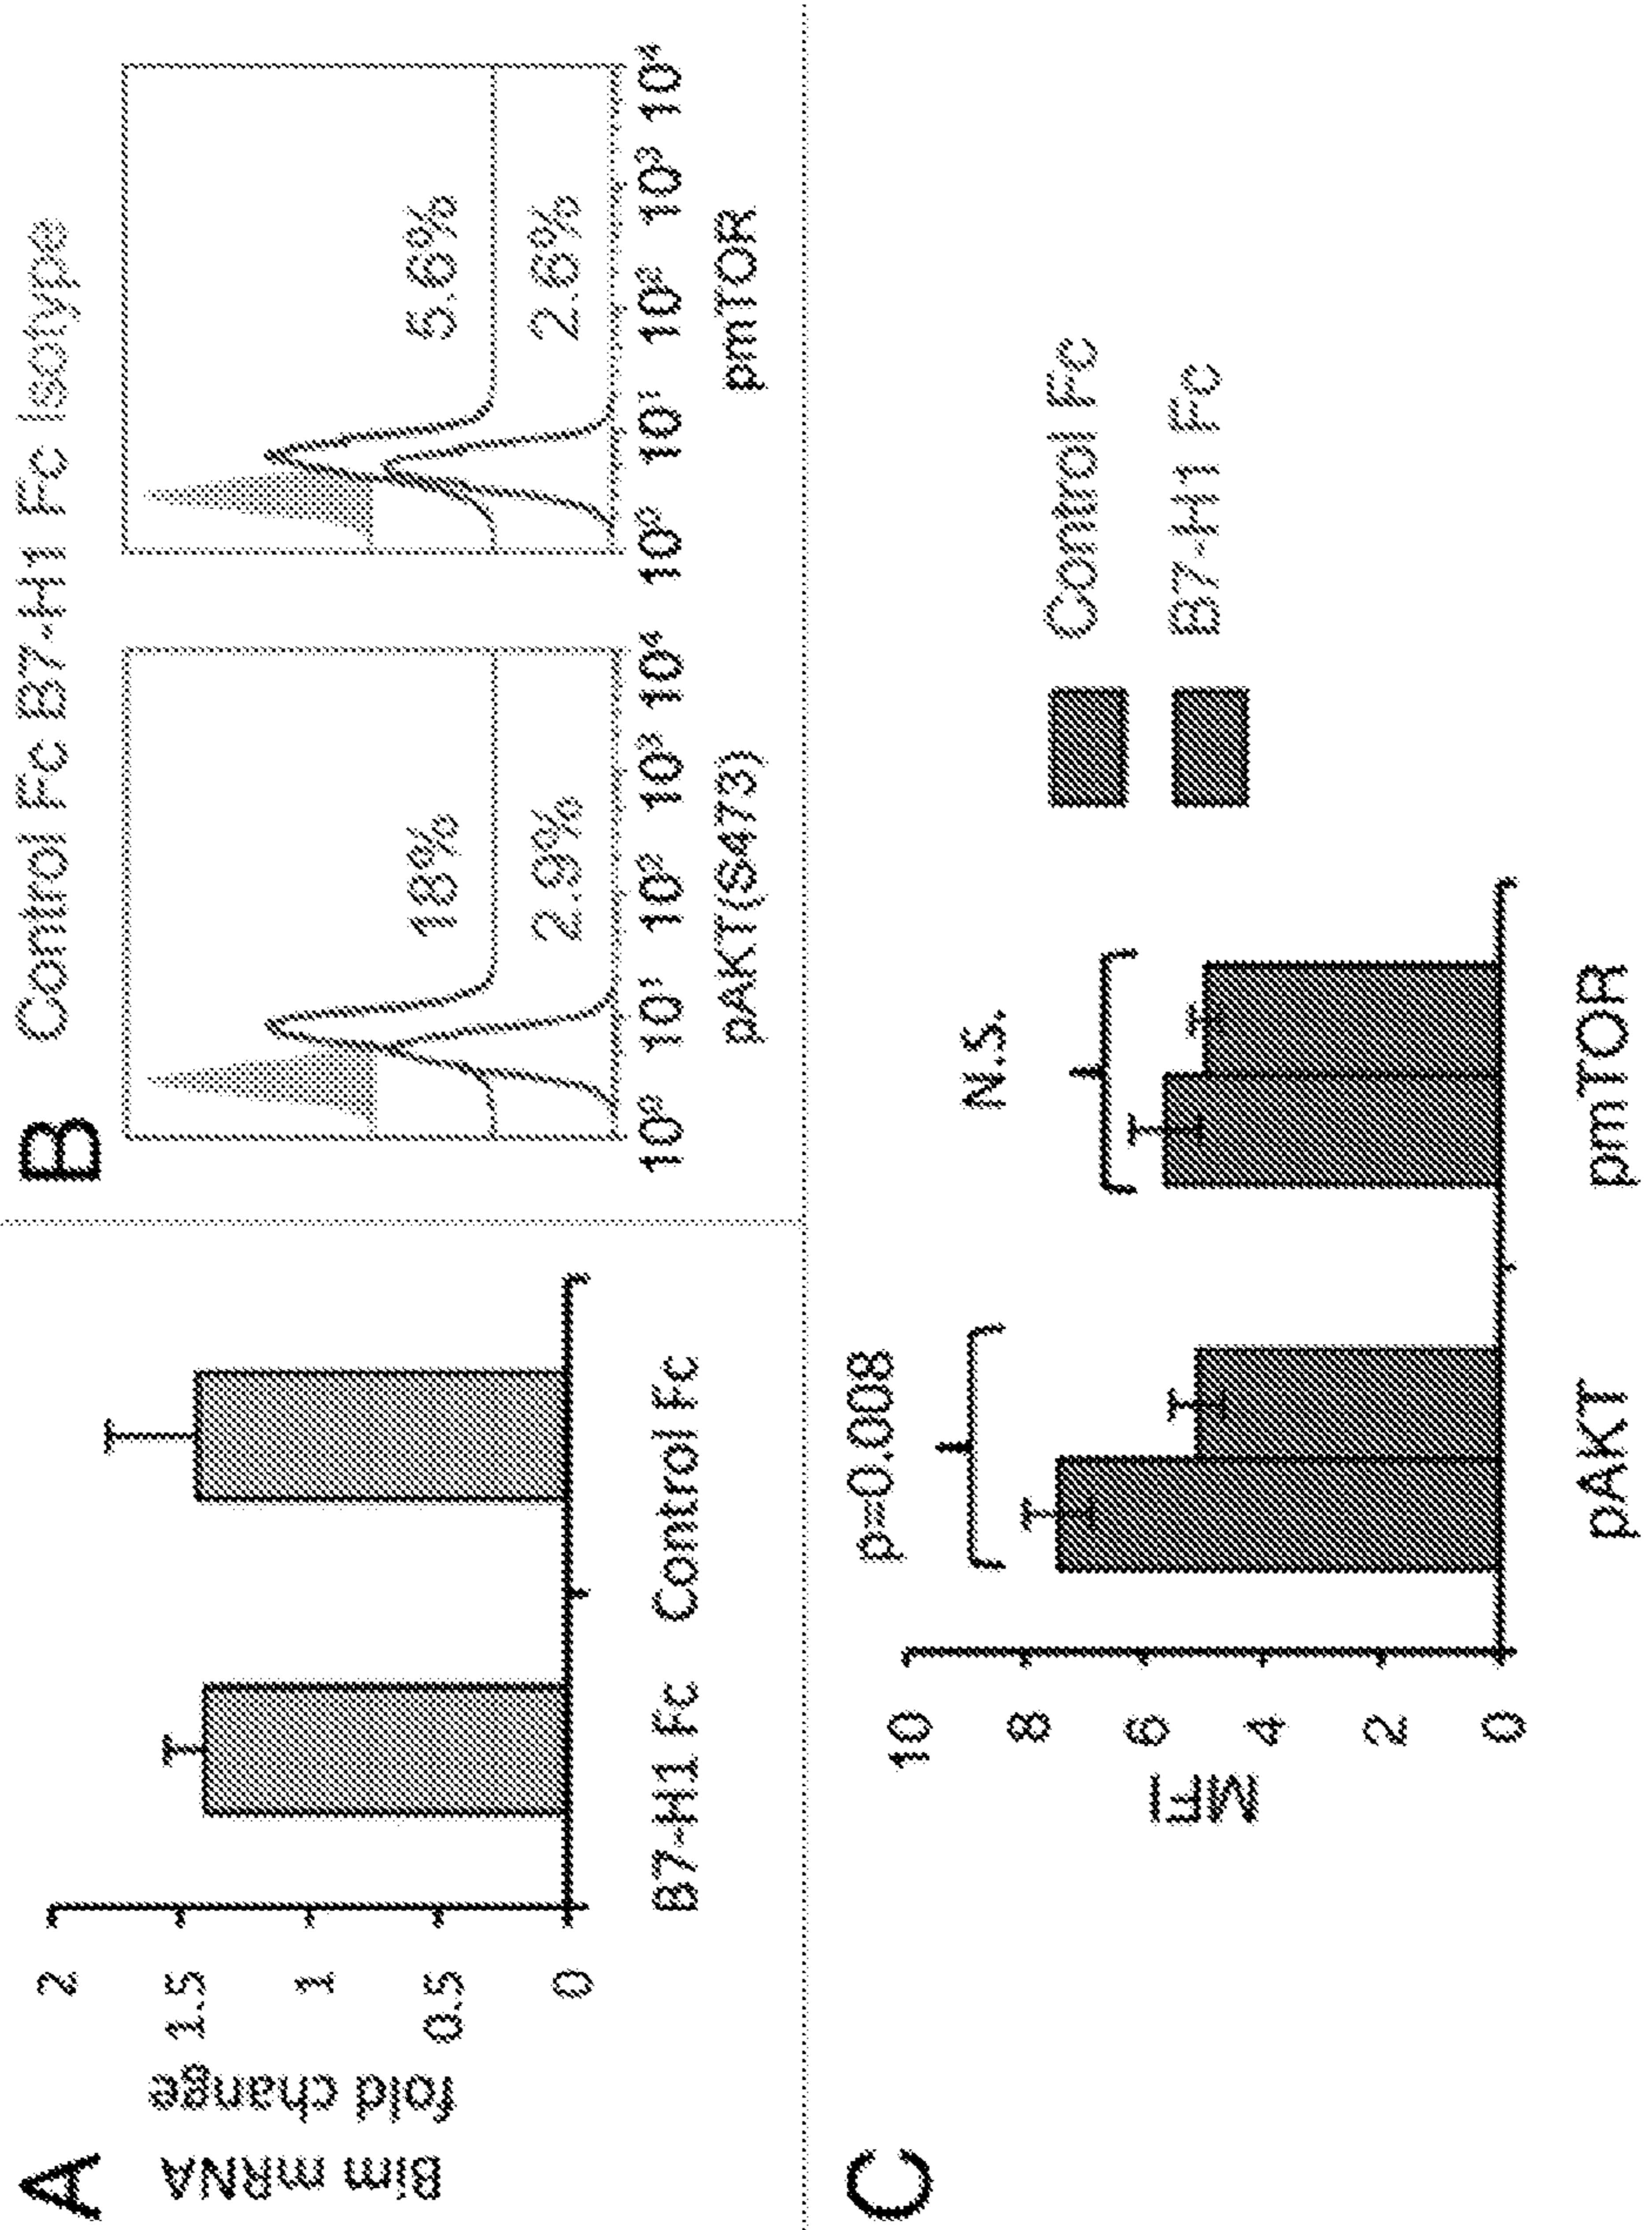 A
Bim mRNA
fold change
2
1.5
1
0.5
0
B7-H1 Fc Control Fc
B
Control Fc B7-H1 Fc Isotype
18%
2.9%
10⁰ 10¹ 10² 10³ 10⁴
pAKT(S473)
5.6%
2.6%
10⁰ 10¹ 10² 10³ 10⁴
pmTOR
C
MFI
10
8
6
4
2
0
p=0.008
N.S.
pAKT
pmTOR
Control Fc
B7-H1 Fc